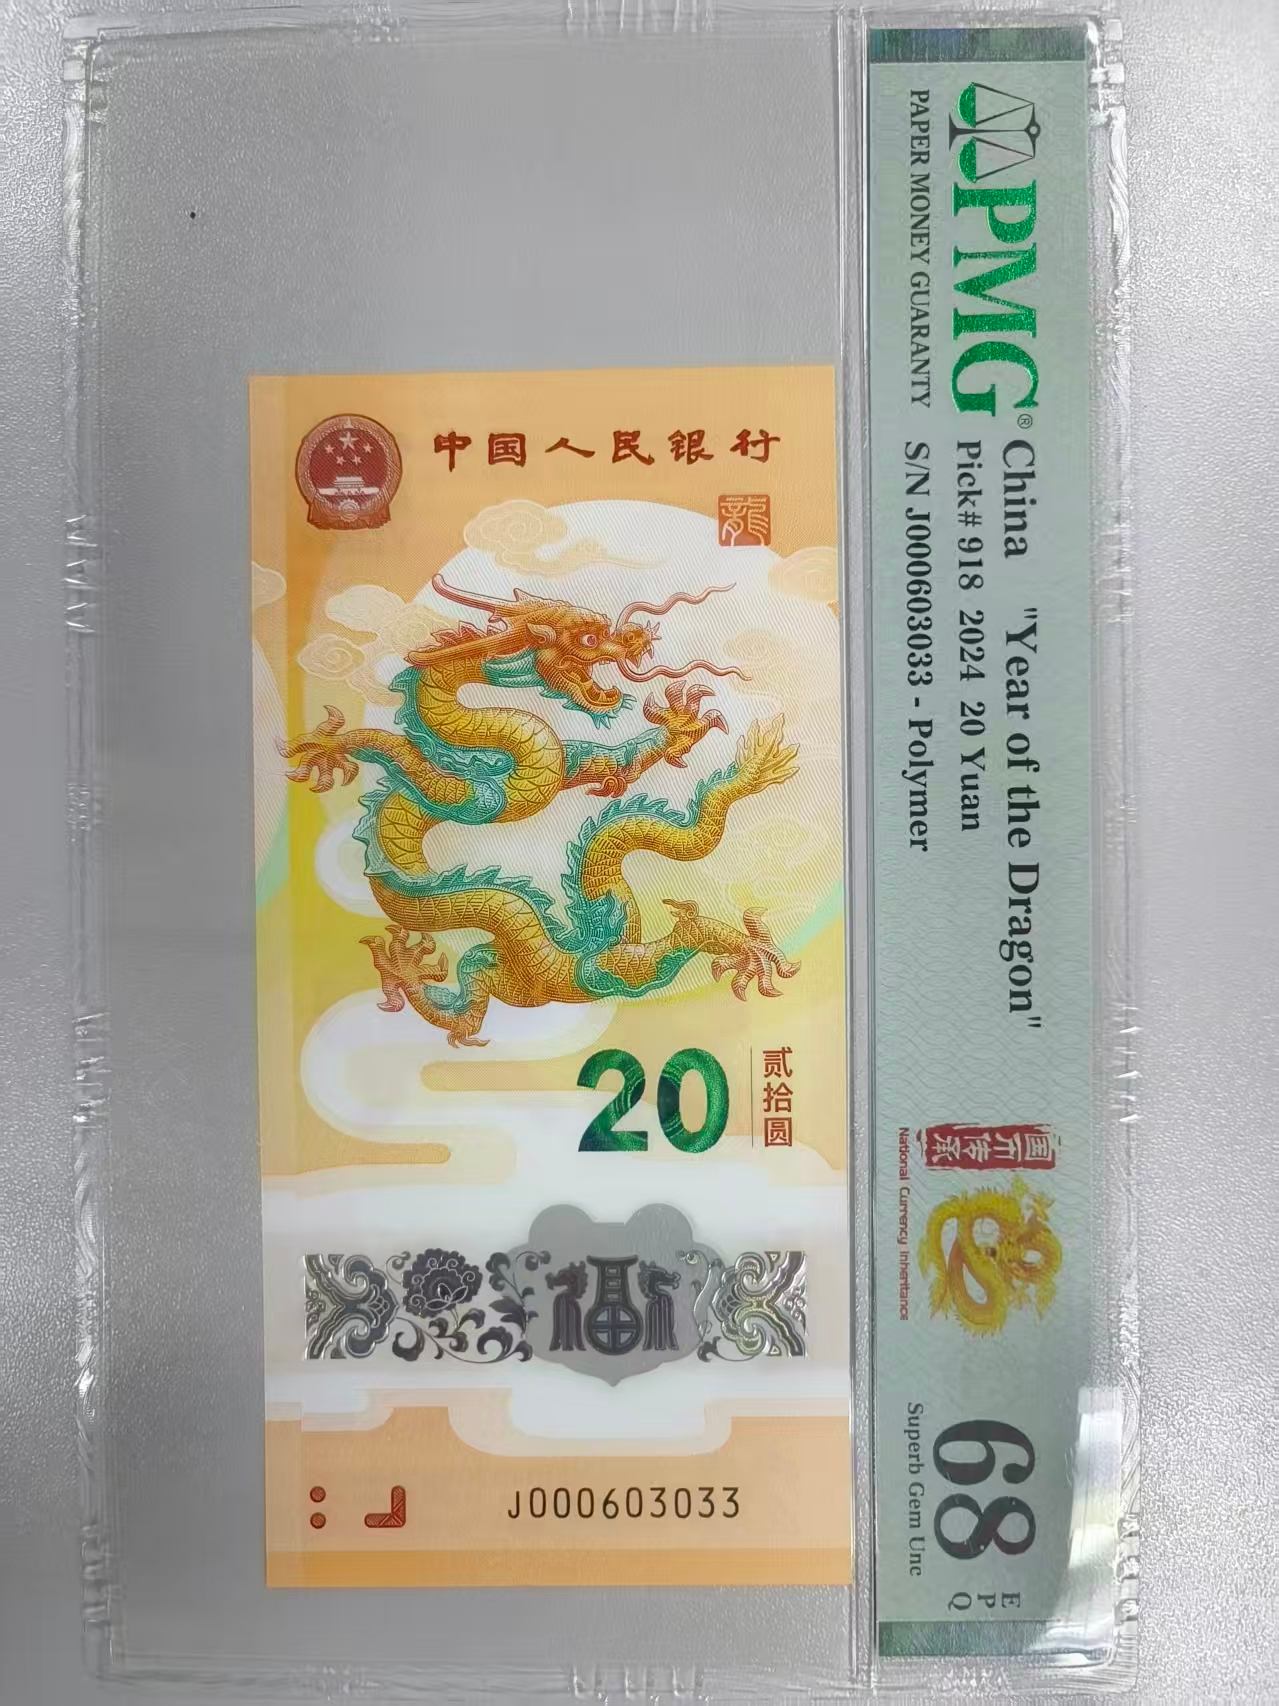 中国人民银行
龍
20
贰拾圆
J000603033
PMG®
PAPER MONEY GUARANTY
China "Year of the Dragon"
Pick# 918 2024 20 Yuan
S/N J000603033 - Polymer
国币传承
National Currency Inheritance
68
EPQ
Superb Gem Unc